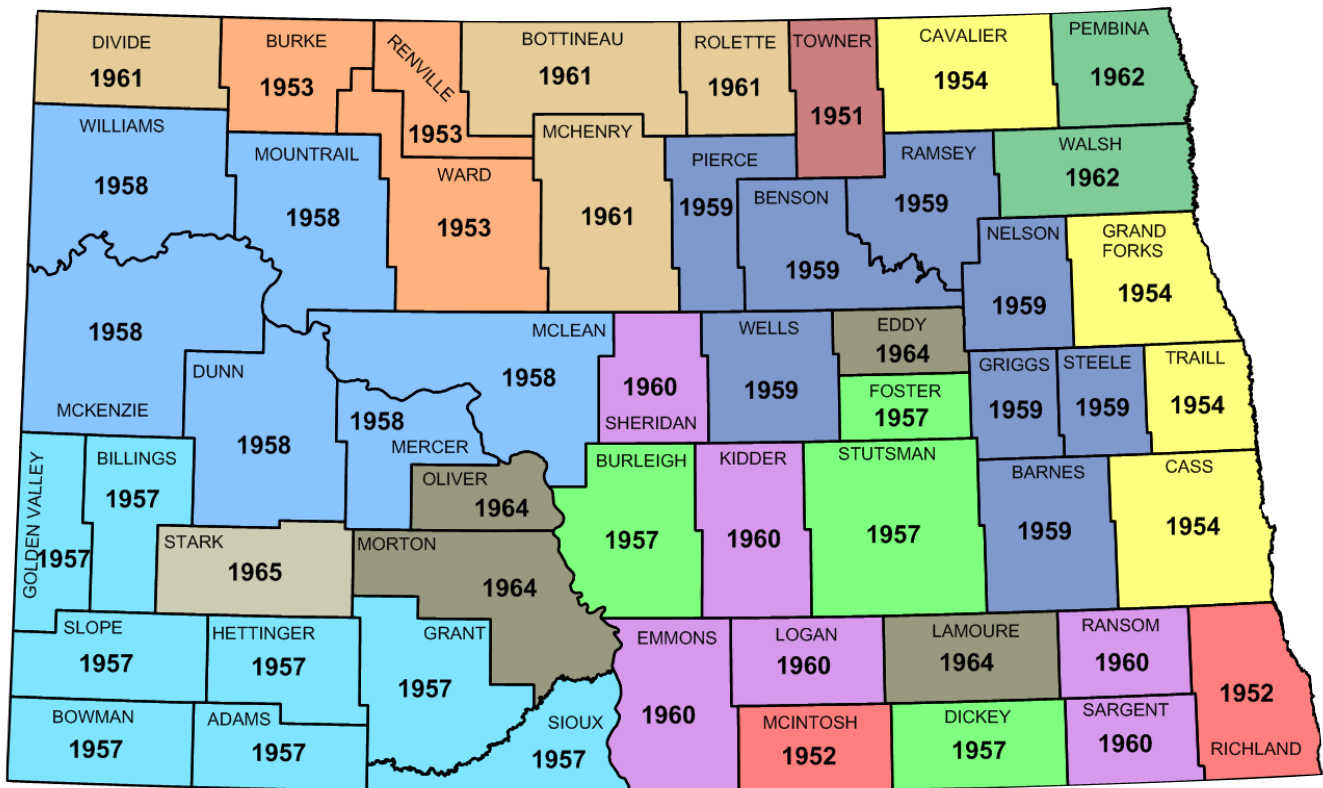 DIVIDE
1961
BURKE
1953
RENVILLE
1953
BOTTINEAU
1961
ROLETTE
1961
TOWNER
1951
CAVALIER
1954
PEMBINA
1962
WILLIAMS
1958
MOUNTRAIL
1958
WARD
1953
MCHENRY
1961
PIERCE
1959
BENSON
1959
RAMSEY
1959
WALSH
1962
NELSON
1959
GRAND
FORKS
1954
1958
MCKENZIE
DUNN
1958
1958
MERCER
MCLEAN
1958
1960
SHERIDAN
WELLS
1959
EDDY
1964
FOSTER
1957
GRIGGS
1959
STEELE
1959
TRAILL
1954
GOLDEN VALLEY
1957
BILLINGS
1957
STARK
1965
OLIVER
1964
MORTON
1964
BURLEIGH
1957
KIDDER
1960
STUTSMAN
1957
BARNES
1959
CASS
1954
SLOPE
1957
HETTINGER
1957
GRANT
1957
EMMONS
1960
LOGAN
1960
LAMOURE
1964
RANSOM
1960
1952
RICHLAND
BOWMAN
1957
ADAMS
1957
SIOUX
1957
MCINTOSH
1952
DICKEY
1957
SARGENT
1960